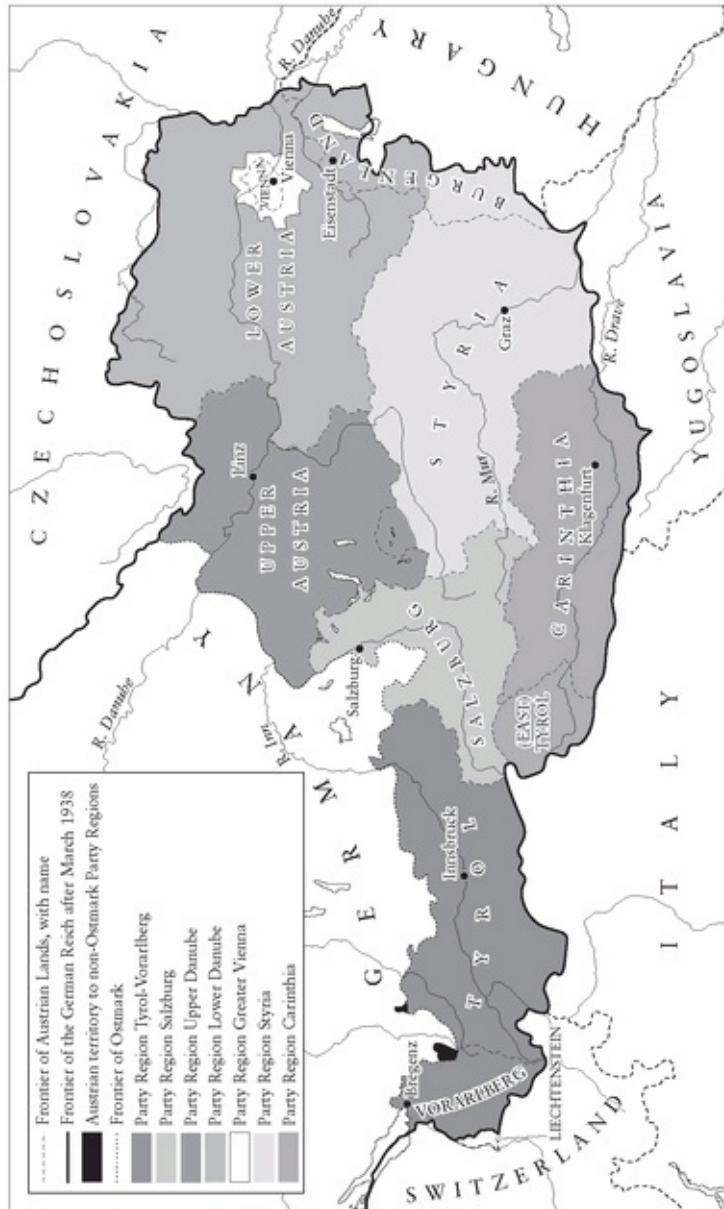 Frontier of Austrian Lands, with name
Frontier of the German Reich after March 1938
Austrian territory to non-Ostmark Party Regions
Frontier of Ostmark
Party Region Tyrol-Vorarlberg
Party Region Salzburg
Party Region Upper Danube
Party Region Lower Danube
Party Region Greater Vienna
Party Region Styria
Party Region Carinthia
CZECHOSLOVAKIA
R. Danube
R. Danube
HUNGARY
GERMANY
R. Inn
LOWER
AUSTRIA
VIENNA
Vienna
Eisenstadt
BURGENLAND
Linz
UPPER
AUSTRIA
Salzburg
SALZBURG
STYRIA
Graz
R. Mur
Innsbruck
TYROL
(EAST)
TYROL
CARINTHIA
Klagenfurt
R. Drave
Bregenz
VORARLBERG
LIECHTENSTEIN
SWITZERLAND
ITALY
YUGOSLAVIA